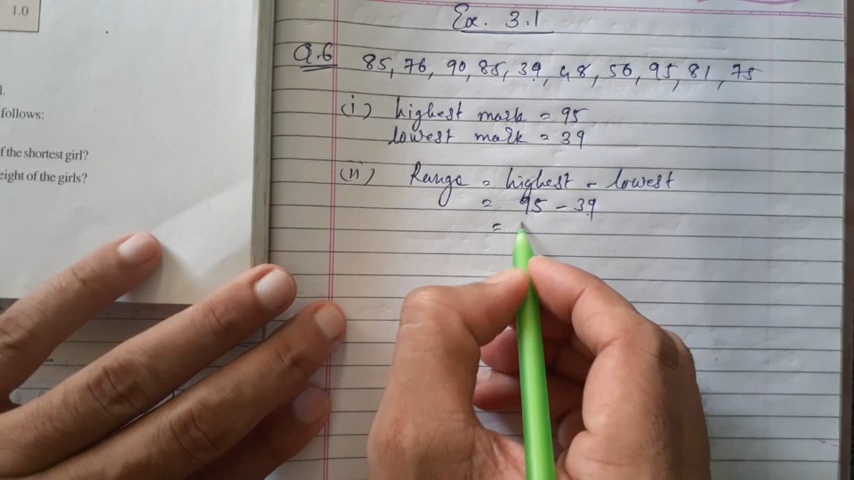 1.0
l.
follows:
f the shortest girl?
eight of the girls?
Ex. 3.1
Q.6 85, 76, 90, 85, 39, 48, 56, 95, 81, 75
(i) highest mark = 95
lowest mark = 39
(ii) Range = highest - lowest
= 95 - 39
=